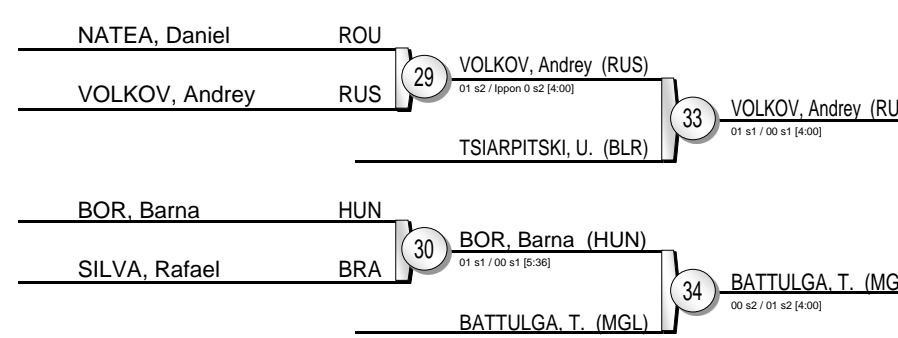 NATEA, Daniel ROU
VOLKOV, Andrey RUS
29
VOLKOV, Andrey (RUS)
01 s2 / Ippon 0 s2 [4:00]
TSIARPITSKI, U. (BLR)
33
VOLKOV, Andrey (RU
01 s1 / 00 s1 [4:00]
BOR, Barna HUN
SILVA, Rafael BRA
30
BOR, Barna (HUN)
01 s1 / 00 s1 [5:36]
BATTULGA, T. (MGL)
34
BATTULGA, T. (MG
00 s2 / 01 s2 [4:00]